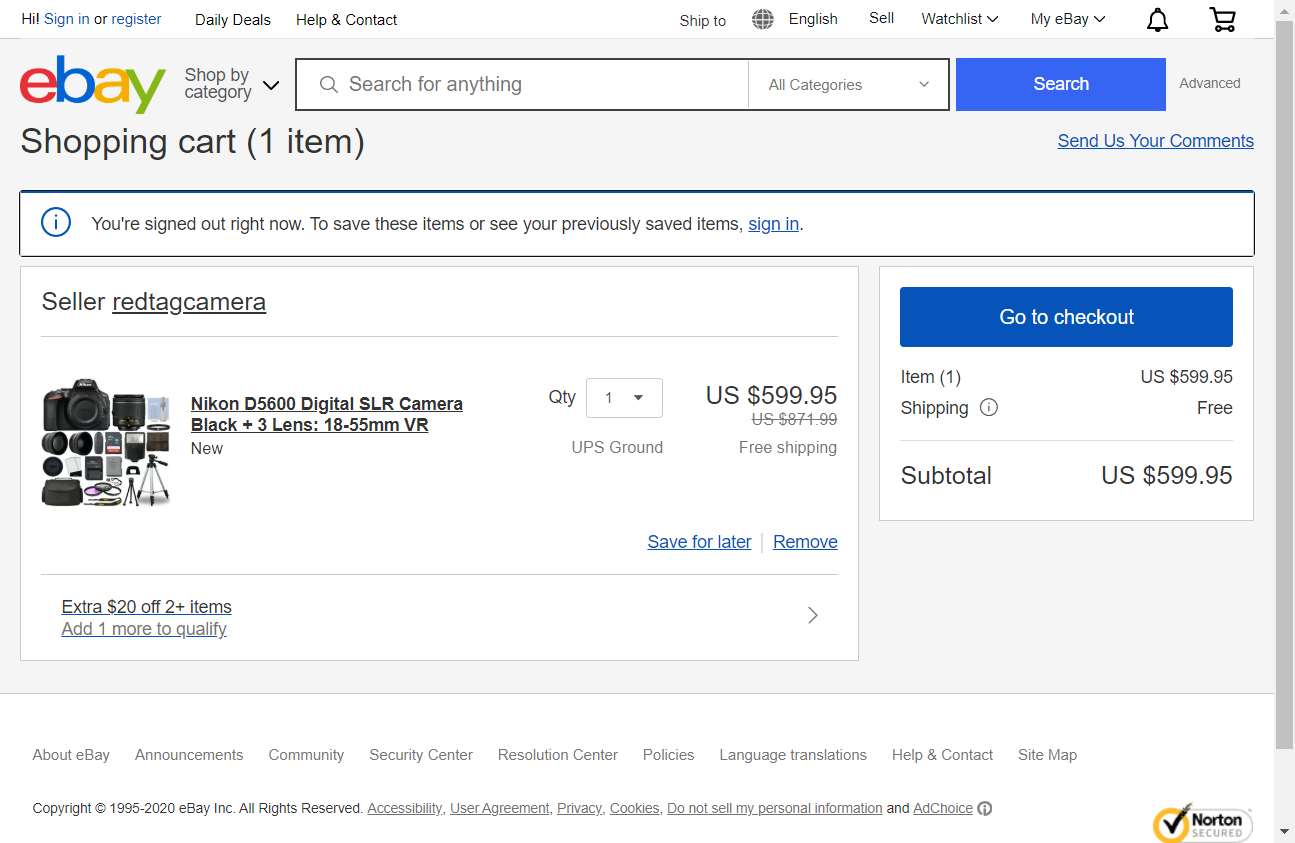 Hi! Sign in or register
Daily Deals
Help & Contact
Ship to
English
Sell
Watchlist
My eBay
ebay
Shop by
category
Search for anything
All Categories
Search
Advanced
Shopping cart (1 item)
Send Us Your Comments
You're signed out right now. To save these items or see your previously saved items, sign in.
Seller redtagcamera
Nikon D5600 Digital SLR Camera
Black + 3 Lens: 18-55mm VR
New
Qty 1
UPS Ground
US $599.95
US $871.99
Free shipping
Save for later
Remove
Extra $20 off 2+ items
Add 1 more to qualify
Go to checkout
Item (1) US $599.95
Shipping Free
Subtotal US $599.95
About eBay Announcements Community Security Center Resolution Center Policies Language translations Help & Contact Site Map
Copyright © 1995-2020 eBay Inc. All Rights Reserved. Accessibility, User Agreement, Privacy, Cookies, Do not sell my personal information and AdChoice
Norton
SECURED